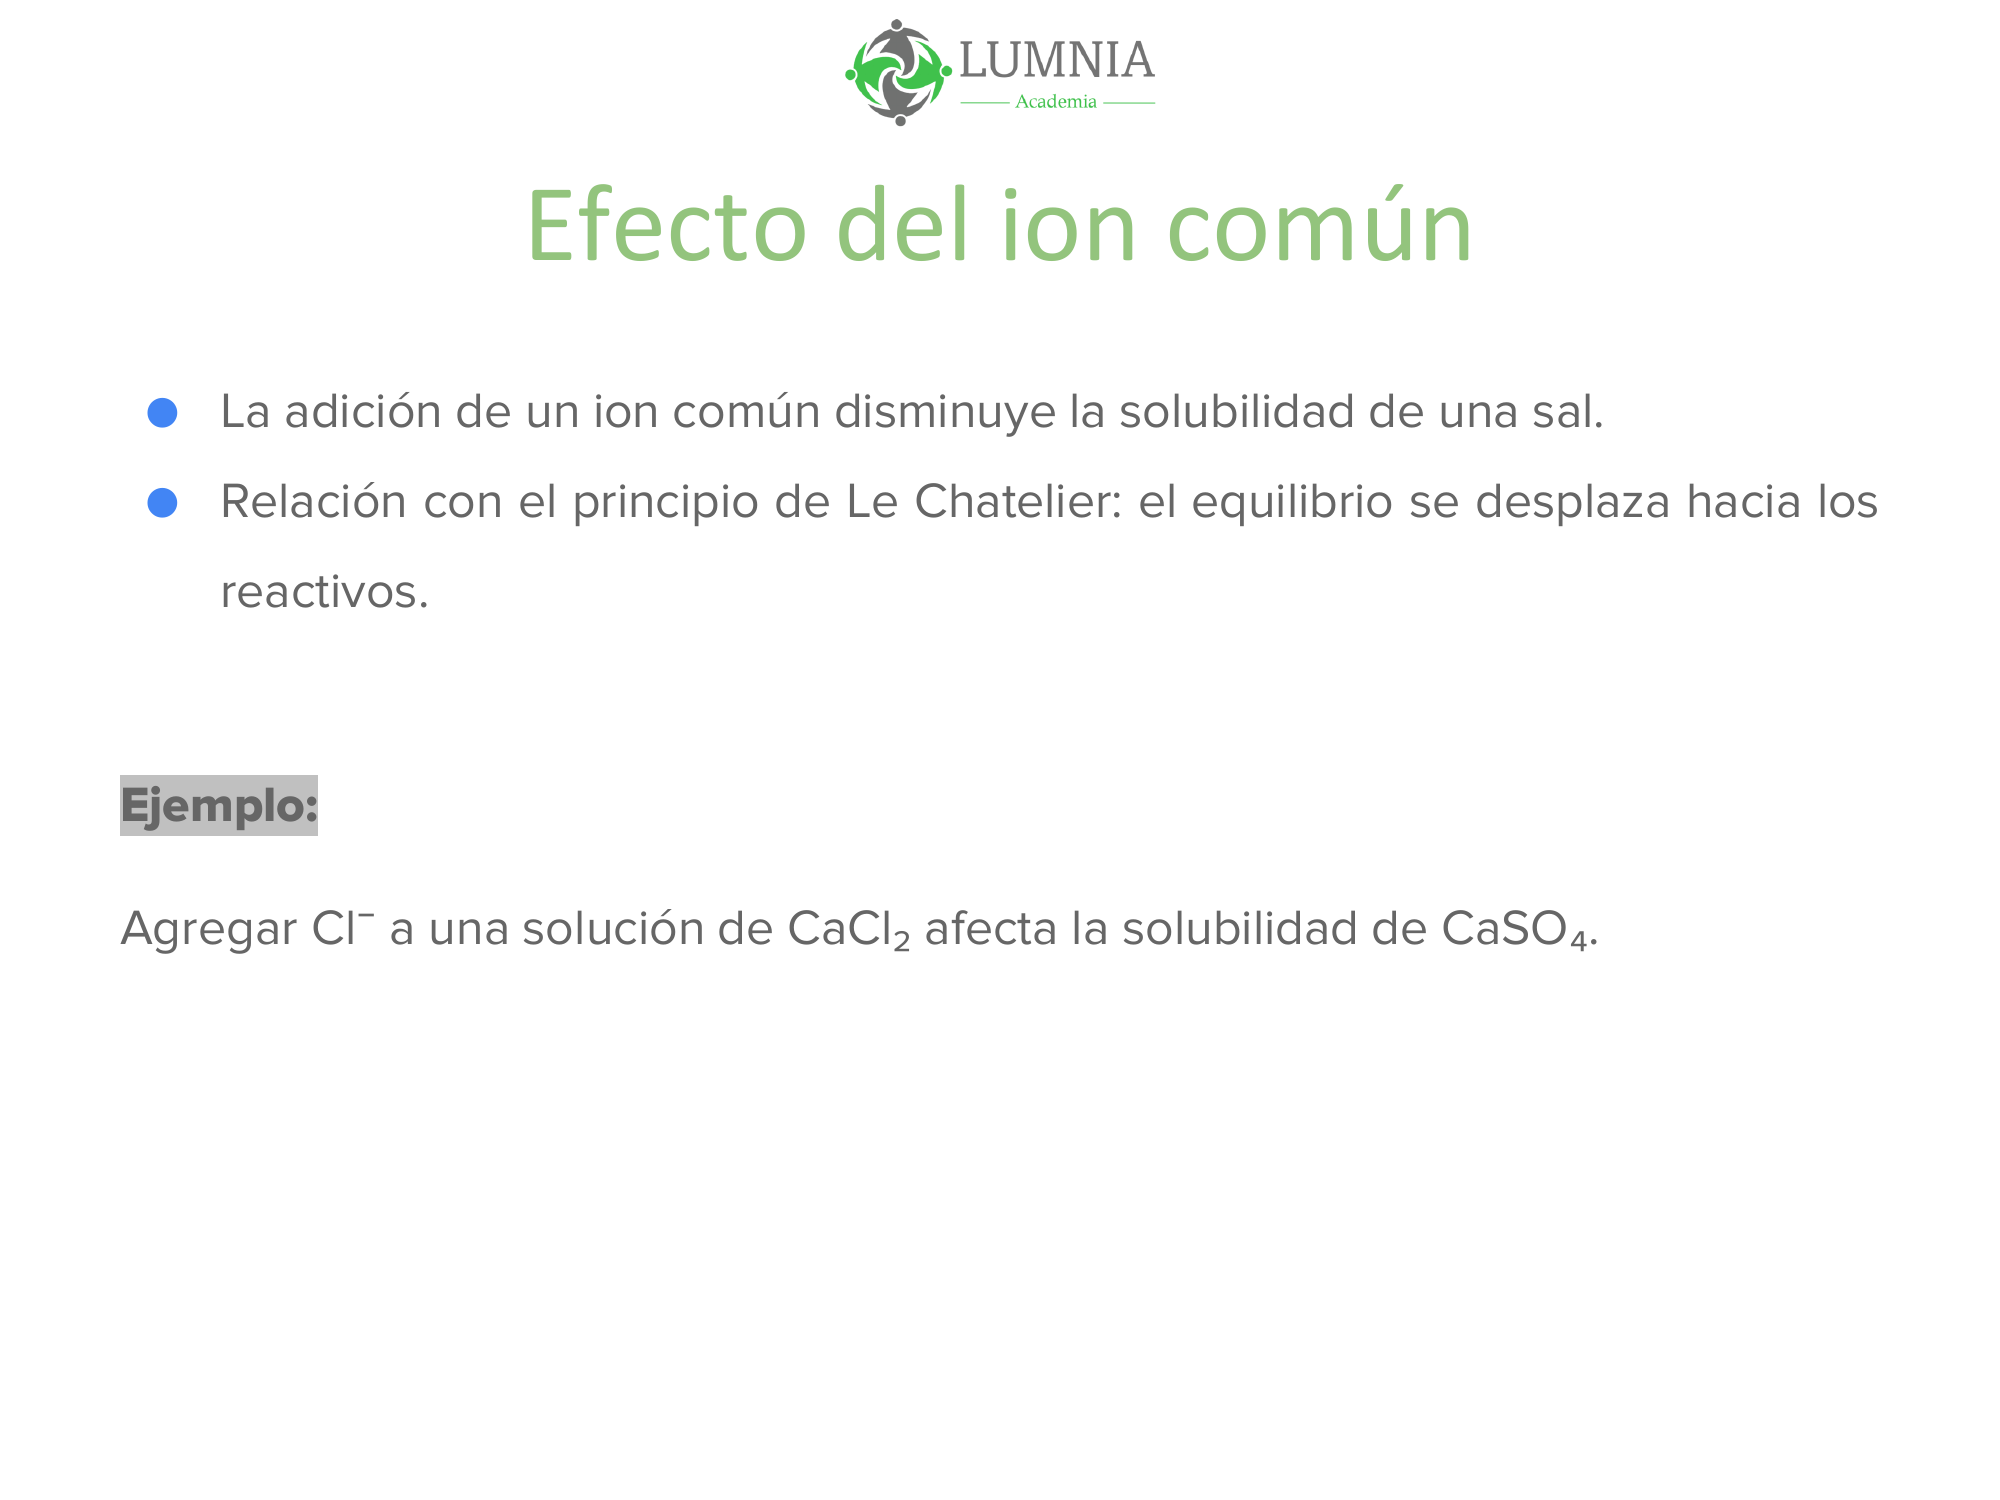 LUMNIA
Academia
Efecto del ion común
● La adición de un ion común disminuye la solubilidad de una sal.
● Relación con el principio de Le Chatelier: el equilibrio se desplaza hacia los
reactivos.
Ejemplo:
Agregar Cl⁻ a una solución de CaCl₂ afecta la solubilidad de CaSO₄.